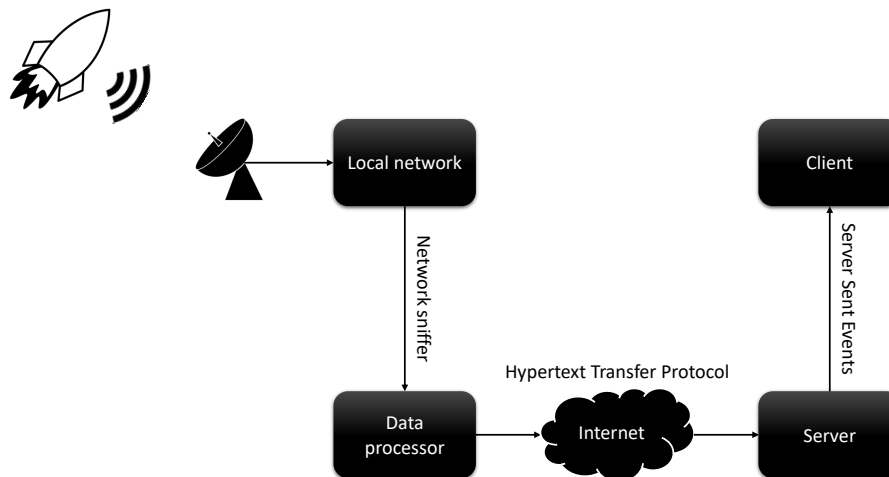 Local network
Client
Network sniffer
Server Sent Events
Hypertext Transfer Protocol
Data
processor
Internet
Server